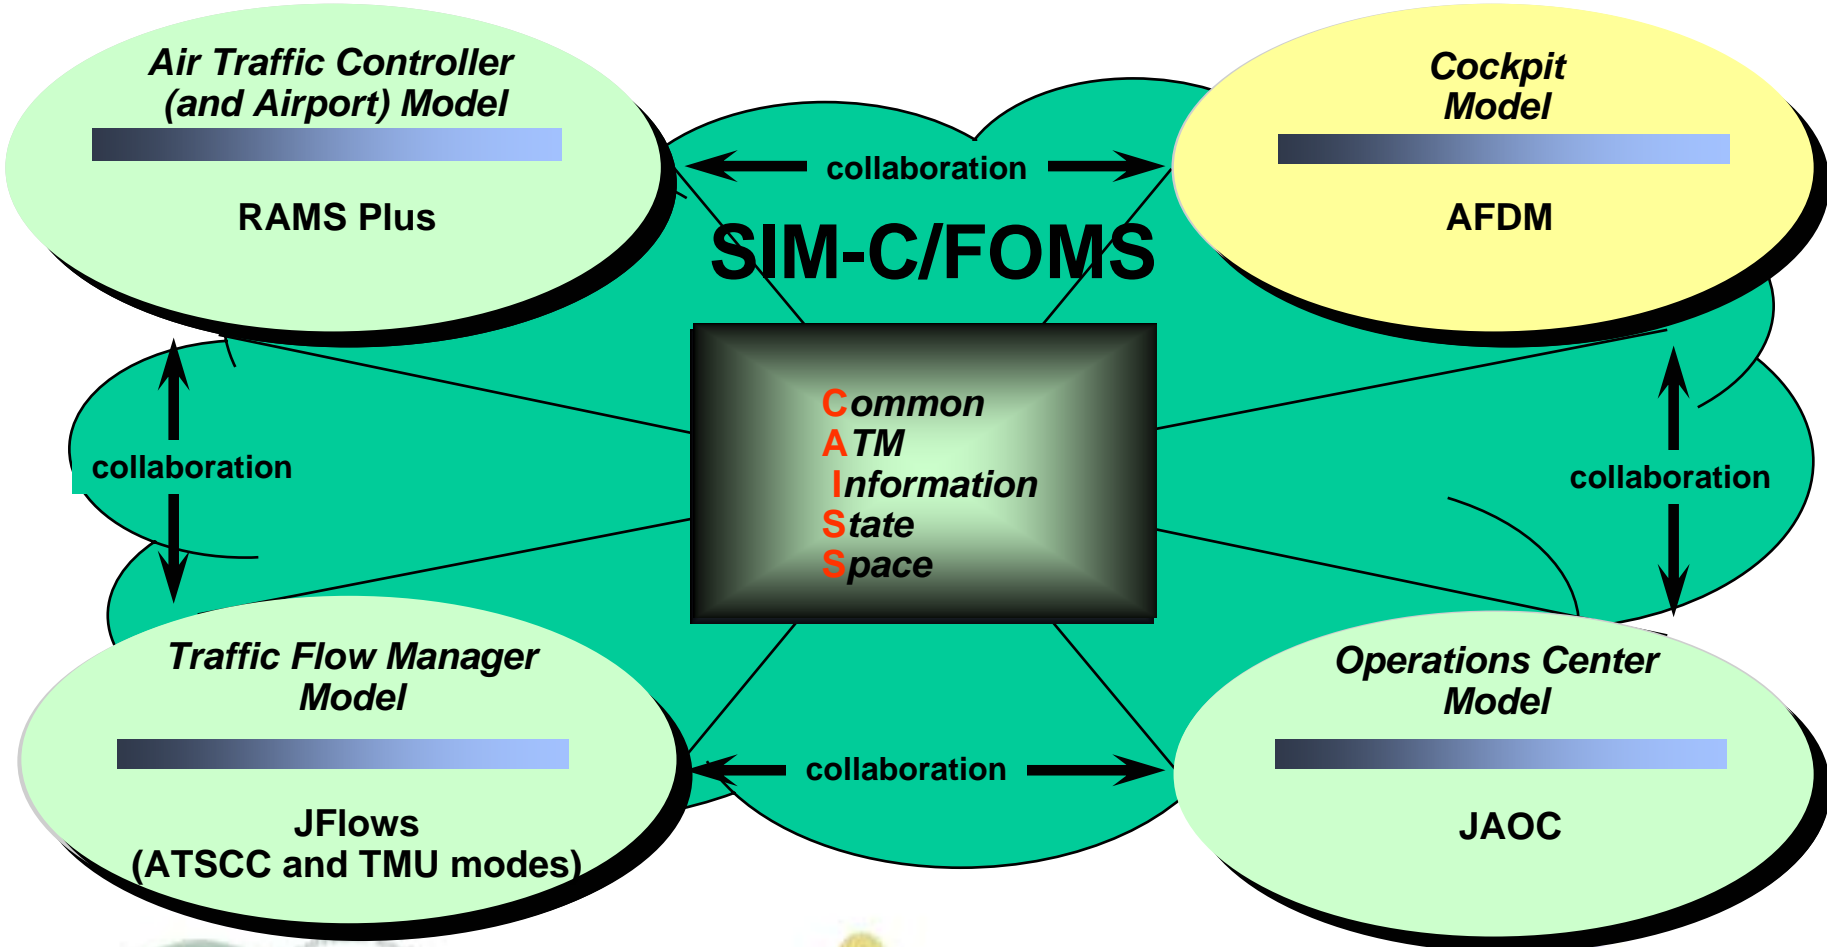 Air Traffic Controller
(and Airport) Model
RAMS Plus
Cockpit
Model
AFDM
collaboration
SIM-C/FOMS
Common
ATM
Information
State
Space
collaboration
collaboration
Traffic Flow Manager
Model
JFlows
(ATSCC and TMU modes)
collaboration
Operations Center
Model
JAOC